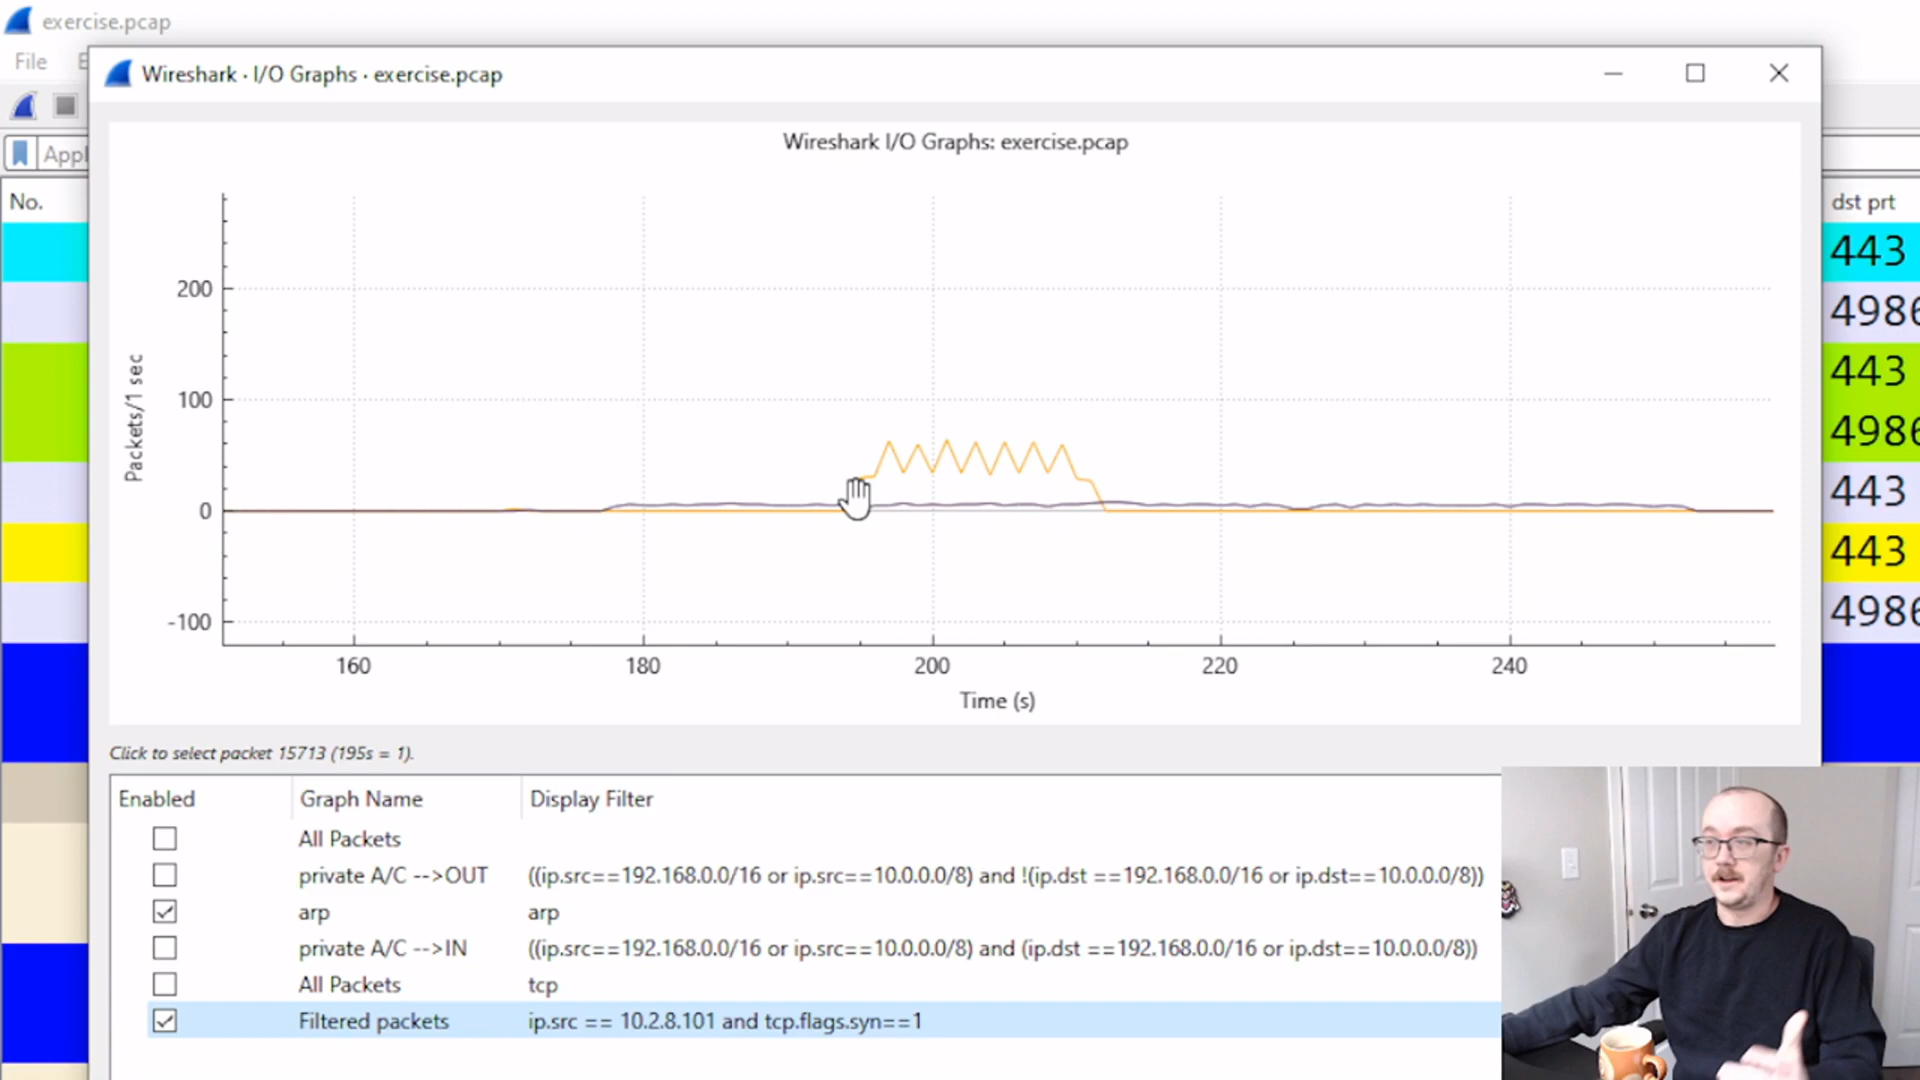 exercise.pcap
File
Wireshark · I/O Graphs · exercise.pcap
Appl
Wireshark I/O Graphs: exercise.pcap
No.
dst prt
443
4986
443
4986
443
443
4986
Packets/1 sec
200
100
0
-100
160
180
200
220
240
Time (s)
Click to select packet 15713 (195s = 1).
Enabled
Graph Name
Display Filter
All Packets
private A/C -->OUT
((ip.src==192.168.0.0/16 or ip.src==10.0.0.0/8) and !(ip.dst ==192.168.0.0/16 or ip.dst==10.0.0.0/8))
arp
arp
private A/C -->IN
((ip.src==192.168.0.0/16 or ip.src==10.0.0.0/8) and (ip.dst ==192.168.0.0/16 or ip.dst==10.0.0.0/8))
All Packets
tcp
Filtered packets
ip.src == 10.2.8.101 and tcp.flags.syn==1